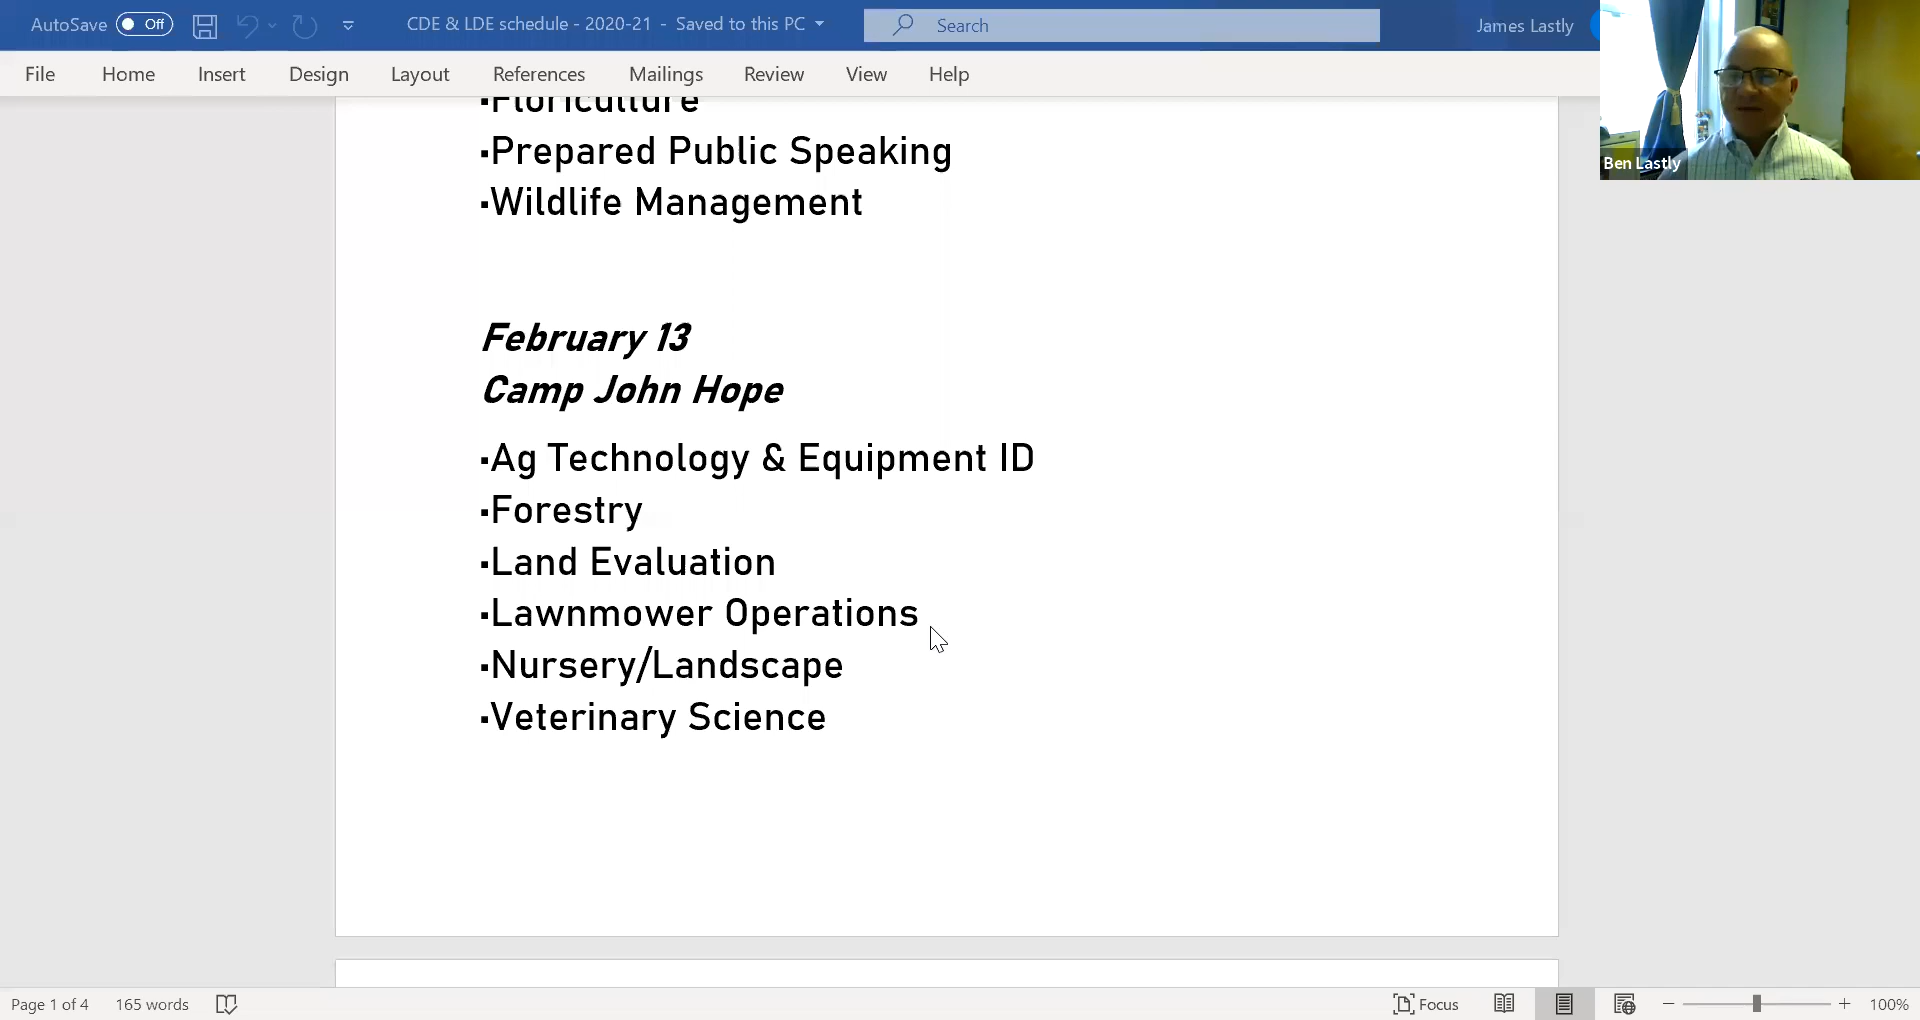 AutoSave Off CDE & LDE schedule - 2020-21 - Saved to this PC Search James Lastly
File Home Insert Design Layout References Mailings Review View Help
Ben Lastly
▪Floriculture
▪Prepared Public Speaking
▪Wildlife Management
February 13
Camp John Hope
▪Ag Technology & Equipment ID
▪Forestry
▪Land Evaluation
▪Lawnmower Operations
▪Nursery/Landscape
▪Veterinary Science
Page 1 of 4 165 words Focus 100%